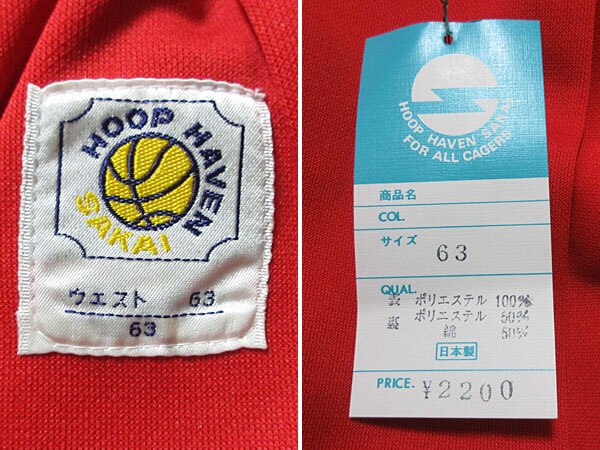 HOOP HAVEN
SAKAI
ウエスト 63
63
HOOP HAVEN SAKAI
FOR ALL CAGERS
商品名
COL.
サイズ 63
QUAL.
表 ポリエステル 100%
裏 ポリエステル 50%
綿 50%
日本製
PRICE. ¥2200